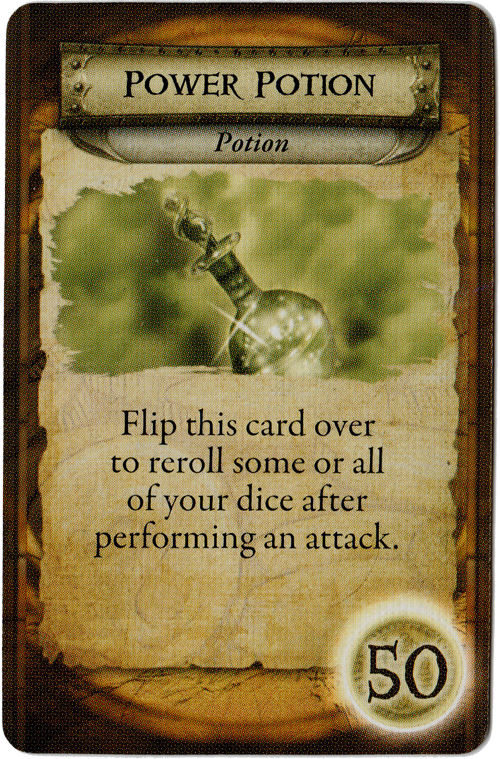 POWER POTION
Potion
Flip this card over
to reroll some or all
of your dice after
performing an attack.
50